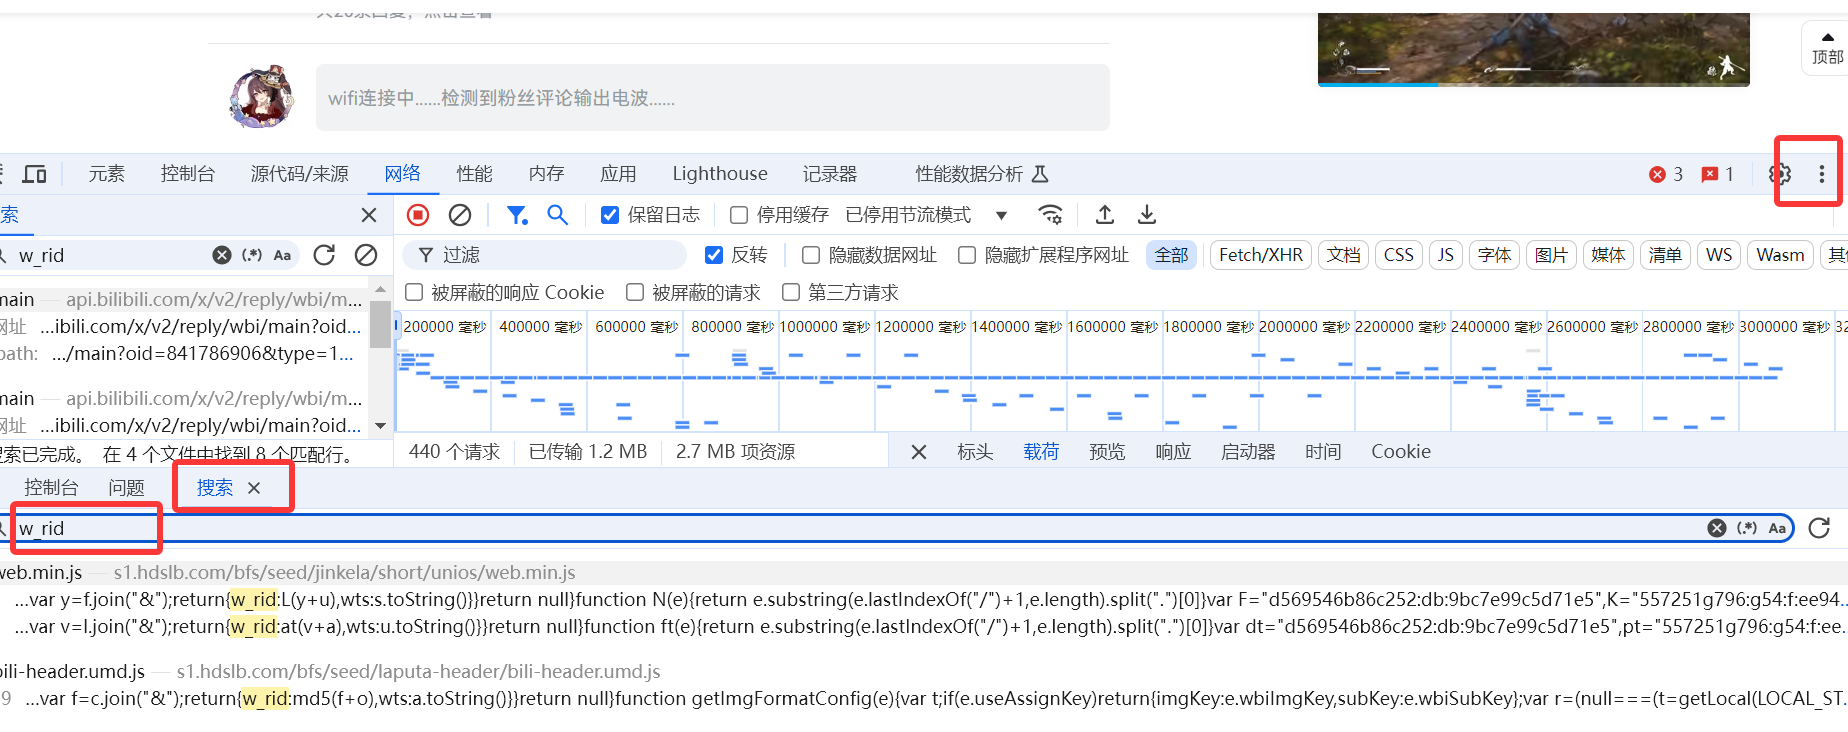 共20条回复，点击查看
wifi连接中......检测到粉丝评论输出电波......
顶部
元素 控制台 源代码/来源 网络 性能 内存 应用 Lighthouse 记录器 性能数据分析 3 1
索
保留日志 停用缓存 已停用节流模式
w_rid (.*) Aa
过滤 反转 隐藏数据网址 隐藏扩展程序网址 全部 Fetch/XHR 文档 CSS JS 字体 图片 媒体 清单 WS Wasm 其
被屏蔽的响应 Cookie 被屏蔽的请求 第三方请求
main — api.bilibili.com/x/v2/reply/wbi/m...
网址 ...ibili.com/x/v2/reply/wbi/main?oid...
path: .../main?oid=841786906&type=1...
main — api.bilibili.com/x/v2/reply/wbi/m...
网址 ...ibili.com/x/v2/reply/wbi/main?oid...
搜索已完成。 在 4 个文件中找到 8 个匹配行。
200000 毫秒 400000 毫秒 600000 毫秒 800000 毫秒 1000000 毫秒 1200000 毫秒 1400000 毫秒 1600000 毫秒 1800000 毫秒 2000000 毫秒 2200000 毫秒 2400000 毫秒 2600000 毫秒 2800000 毫秒 3000000 毫秒 32
440 个请求 已传输 1.2 MB 2.7 MB 项资源
标头 载荷 预览 响应 启动器 时间 Cookie
控制台 问题 搜索
w_rid (.*) Aa
web.min.js — s1.hdslb.com/bfs/seed/jinkela/short/unios/web.min.js
...var y=f.join("&");return{w_rid:L(y+u),wts:s.toString()}}return null}function N(e){return e.substring(e.lastIndexOf("/")+1,e.length).split(".")[0]}var F="d569546b86c252:db:9bc7e99c5d71e5",K="557251g796:g54:f:ee94...
...var v=l.join("&");return{w_rid:at(v+a),wts:u.toString()}}return null}function ft(e){return e.substring(e.lastIndexOf("/")+1,e.length).split(".")[0]}var dt="d569546b86c252:db:9bc7e99c5d71e5",pt="557251g796:g54:f:ee...
bili-header.umd.js — s1.hdslb.com/bfs/seed/laputa-header/bili-header.umd.js
9 ...var f=c.join("&");return{w_rid:md5(f+o),wts:a.toString()}}return null}function getImgFormatConfig(e){var t;if(e.useAssignKey)return{imgKey:e.wbiImgKey,subKey:e.wbiSubKey};var r=(null===(t=getLocal(LOCAL_ST...